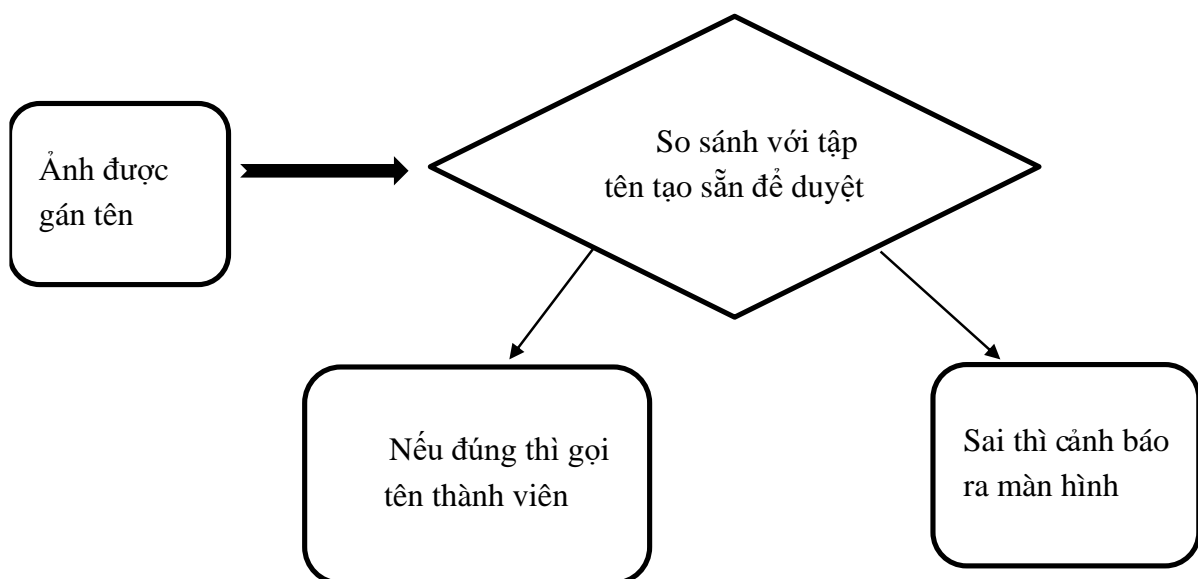 Ảnh được
gán tên
So sánh với tập
tên tạo sẵn để duyệt
Nếu đúng thì gọi
tên thành viên
Sai thì cảnh báo
ra màn hình